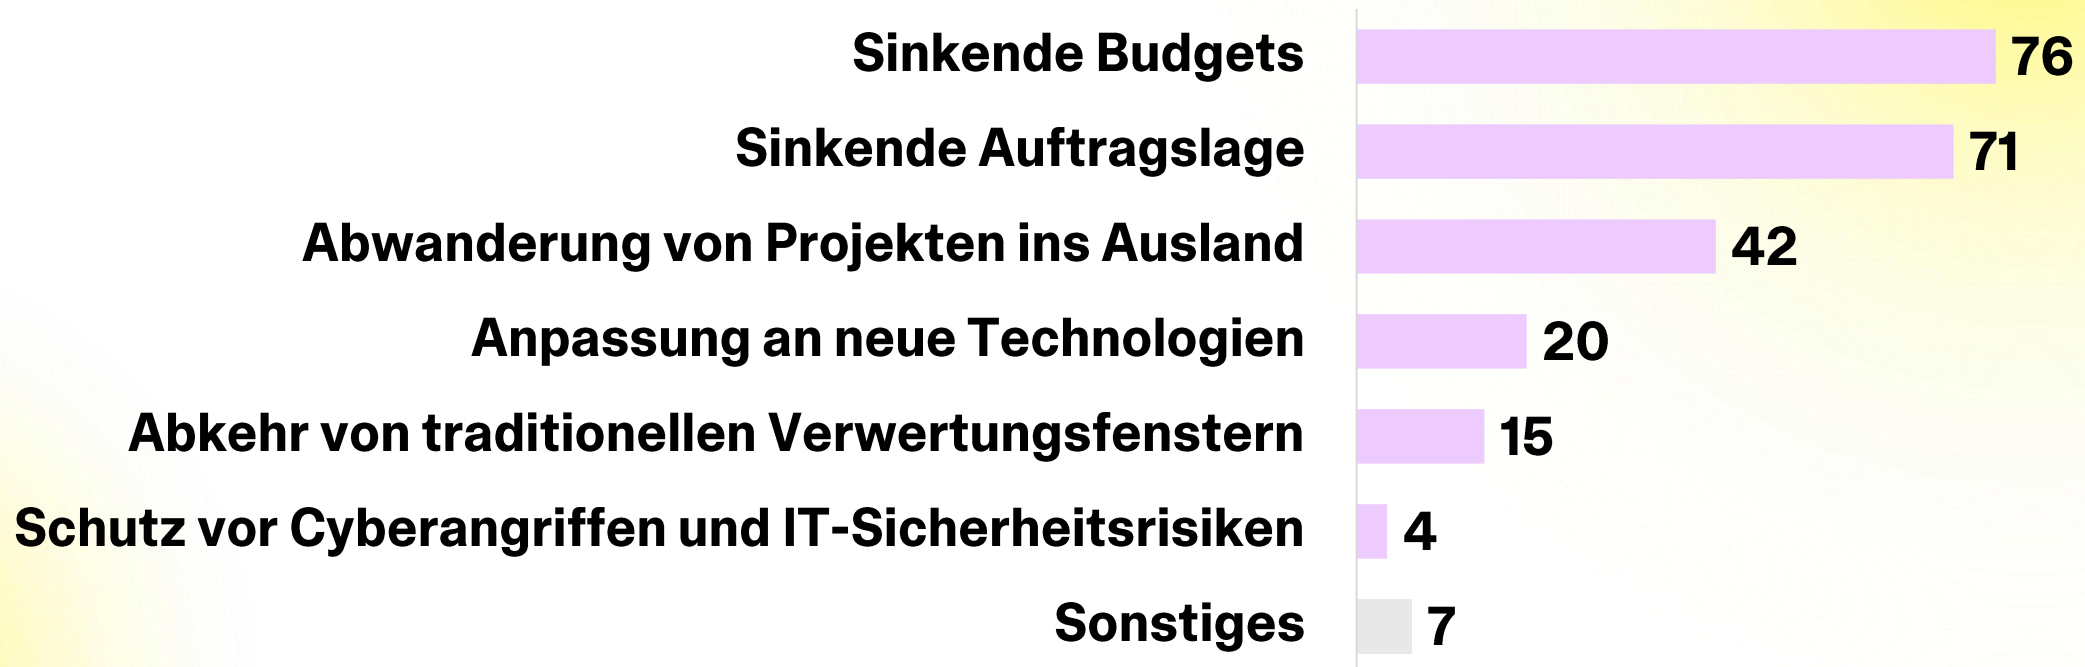 Sinkende Budgets 76
Sinkende Auftragslage 71
Abwanderung von Projekten ins Ausland 42
Anpassung an neue Technologien 20
Abkehr von traditionellen Verwertungsfenstern 15
Schutz vor Cyberangriffen und IT-Sicherheitsrisiken 4
Sonstiges 7